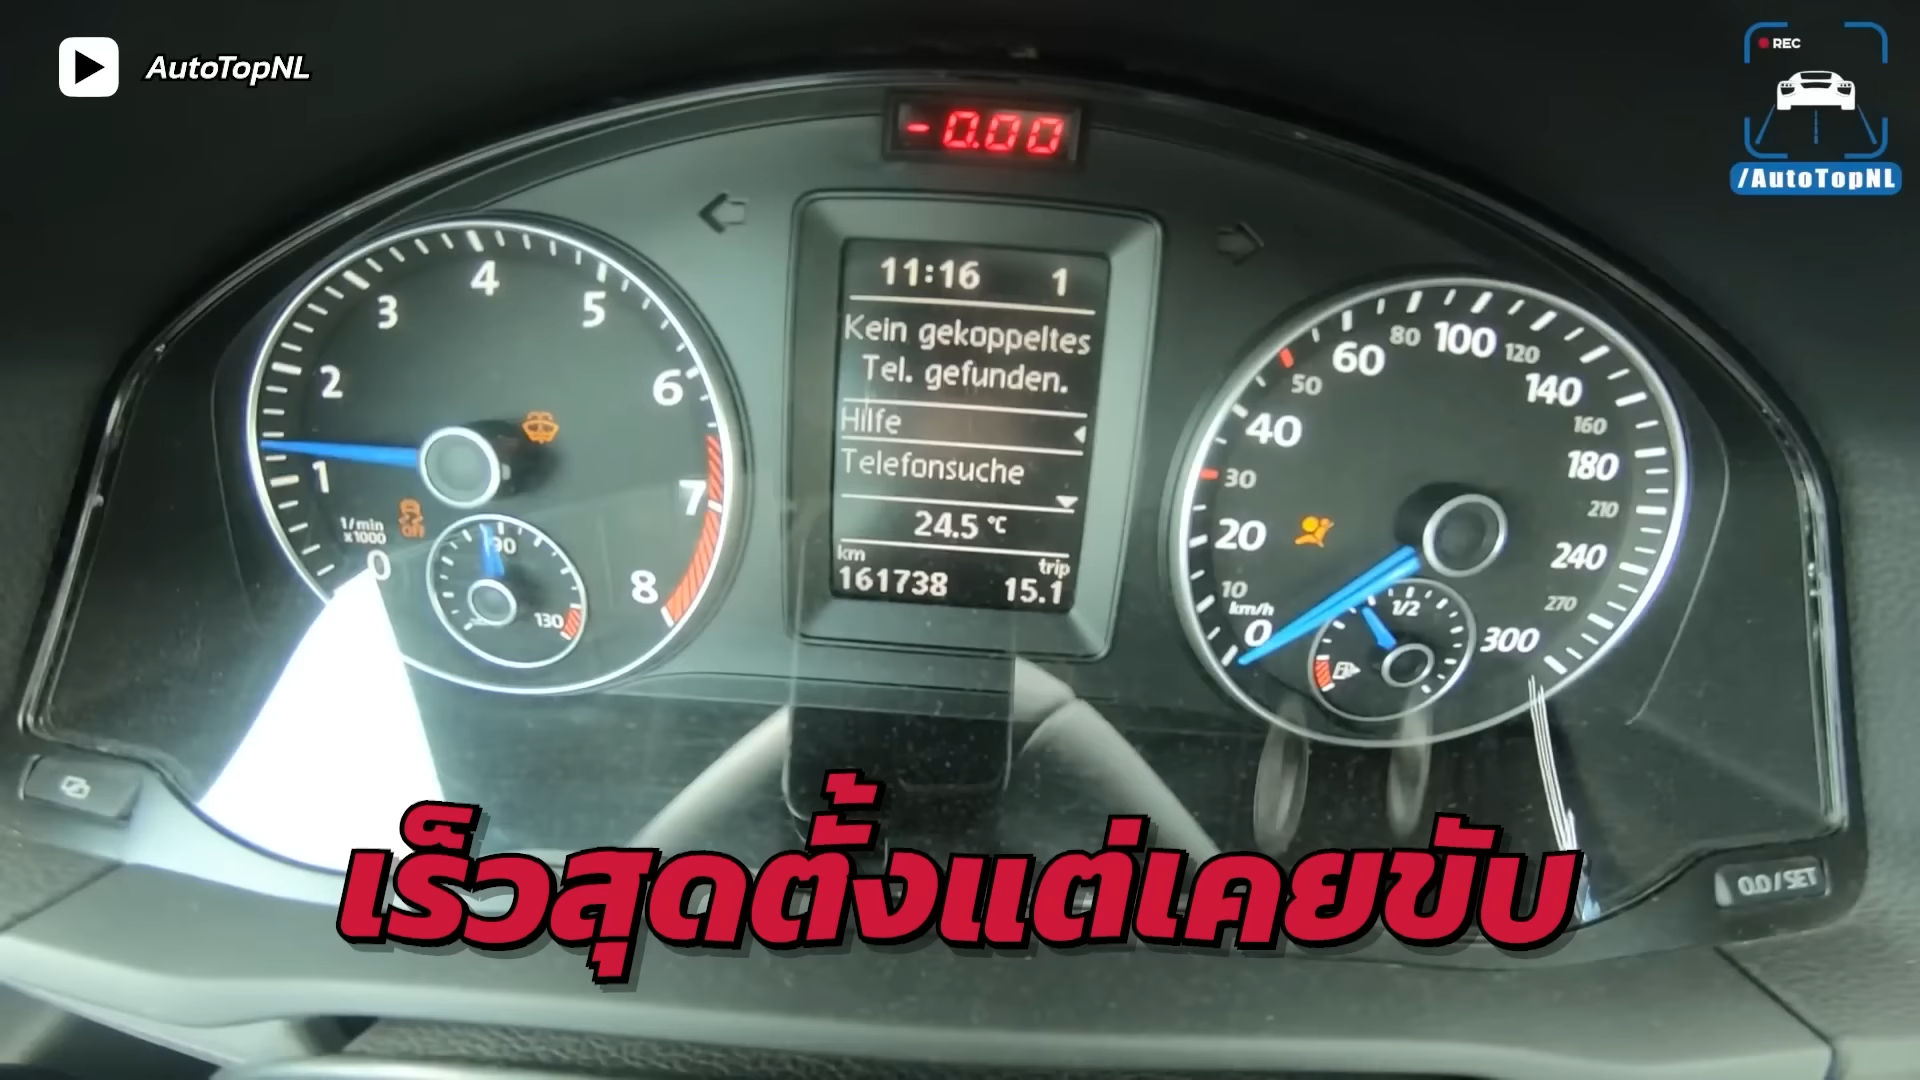 AutoTopNL
REC
/AutoTopNL
-0.00
11:16 1
Kein gekoppeltes
Tel. gefunden.
Hilfe
Telefonsuche
24.5 °C
km trip
161738 15.1
0 1 2 3 4 5 6 7 8
1/min
x1000
OFF
90 130
0 10 20 30 40 50 60 80 100 120 140 160 180 210 240 270 300
km/h
1/2
0.0/SET
เร็วสุดตั้งแต่เคยขับ